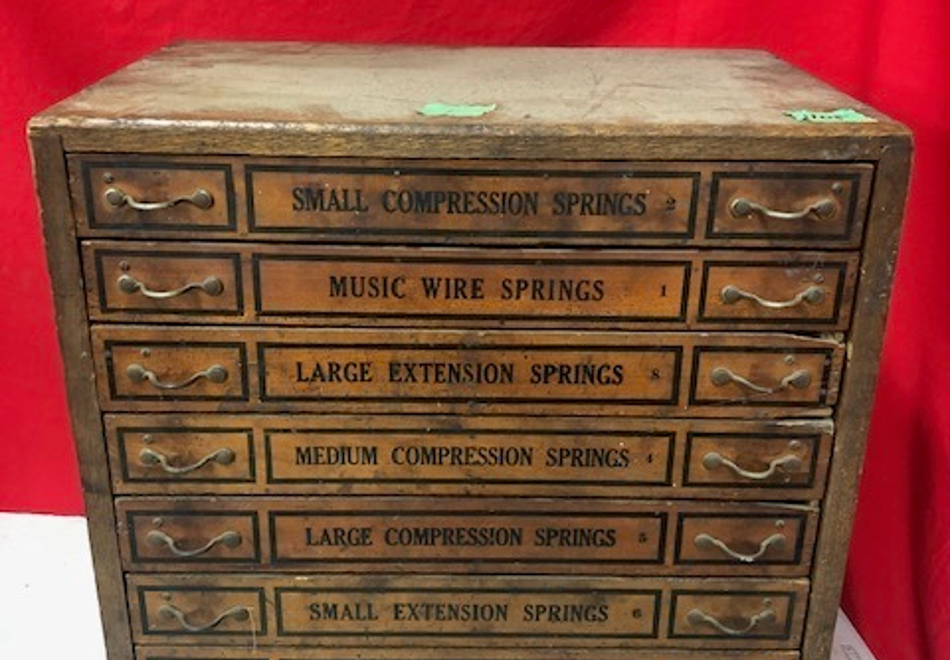 SMALL COMPRESSION SPRINGS 2
MUSIC WIRE SPRINGS 1
LARGE EXTENSION SPRINGS 8
MEDIUM COMPRESSION SPRINGS 4
LARGE COMPRESSION SPRINGS 5
SMALL EXTENSION SPRINGS 6